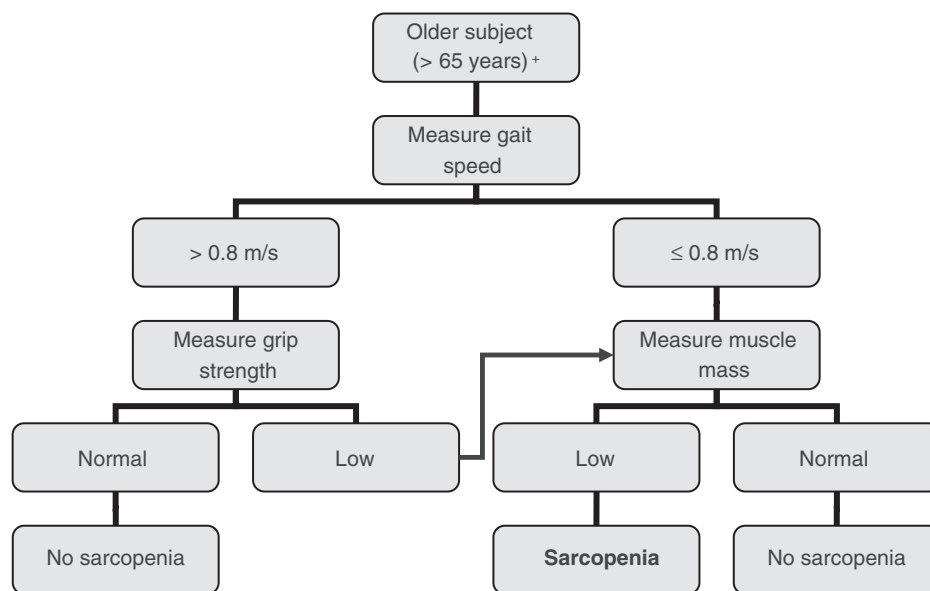 Older subject
(> 65 years) +
Measure gait
speed
> 0.8 m/s
≤ 0.8 m/s
Measure grip
strength
Measure muscle
mass
Normal
Low
Low
Normal
No sarcopenia
Sarcopenia
No sarcopenia